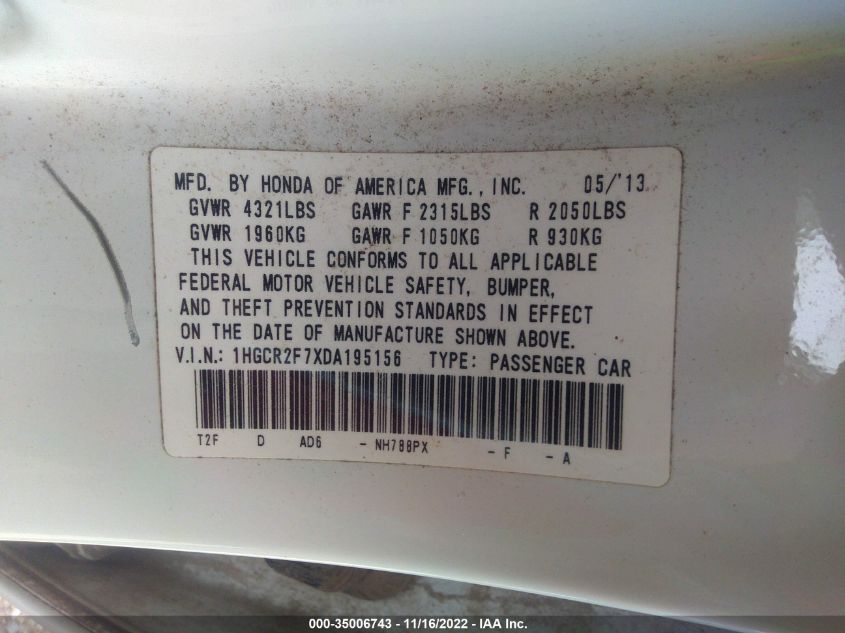 MFD. BY HONDA OF AMERICA MFG., INC. 05/'13
GVWR 4321LBS GAWR F 2315LBS R 2050LBS
GVWR 1960KG GAWR F 1050KG R 930KG
THIS VEHICLE CONFORMS TO ALL APPLICABLE
FEDERAL MOTOR VEHICLE SAFETY, BUMPER,
AND THEFT PREVENTION STANDARDS IN EFFECT
ON THE DATE OF MANUFACTURE SHOWN ABOVE.
V.I.N.: 1HGCR2F7XDA195156 TYPE: PASSENGER CAR
T2F D AD6 - NH788PX - F - A
000-35006743 - 11/16/2022 - IAA Inc.